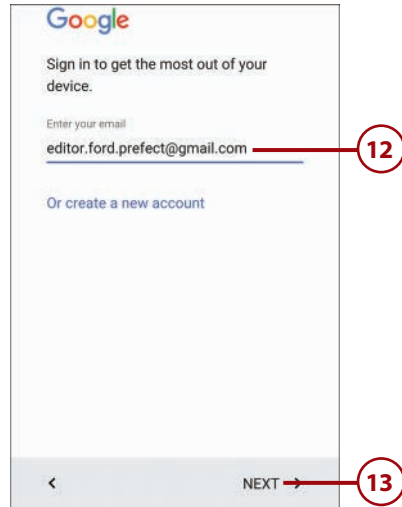 Google
Sign in to get the most out of your
device.
Enter your email
editor.ford.prefect@gmail.com
12
Or create a new account
NEXT
13